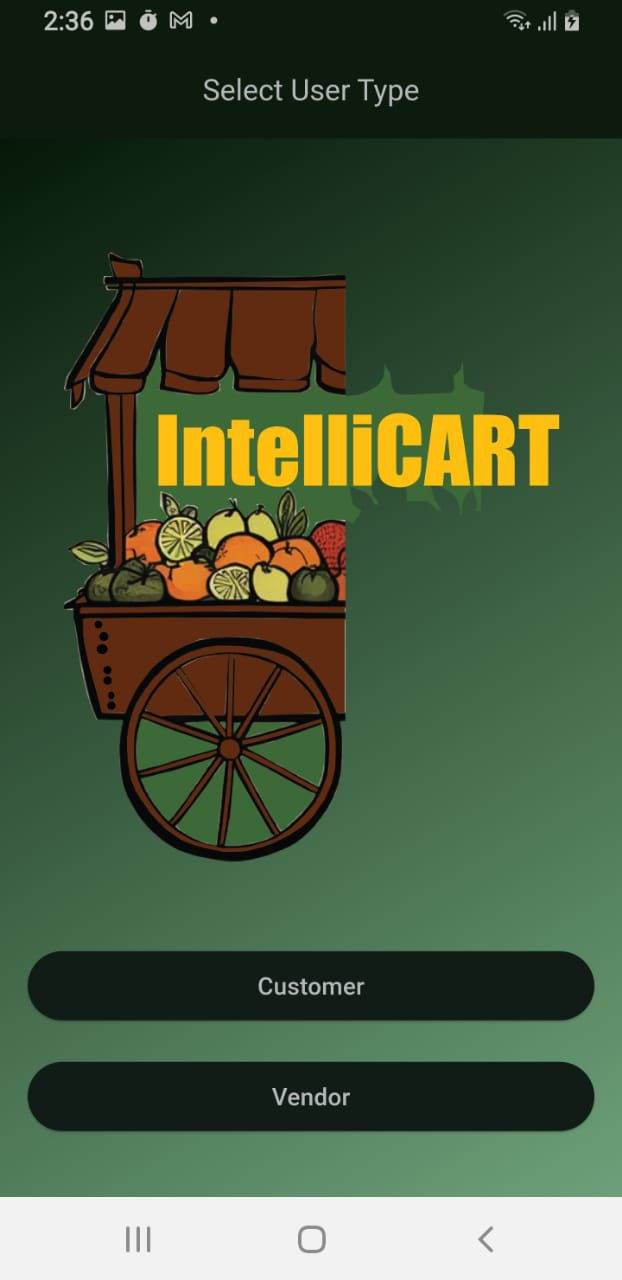 2:36
Select User Type
IntelliCART
Customer
Vendor